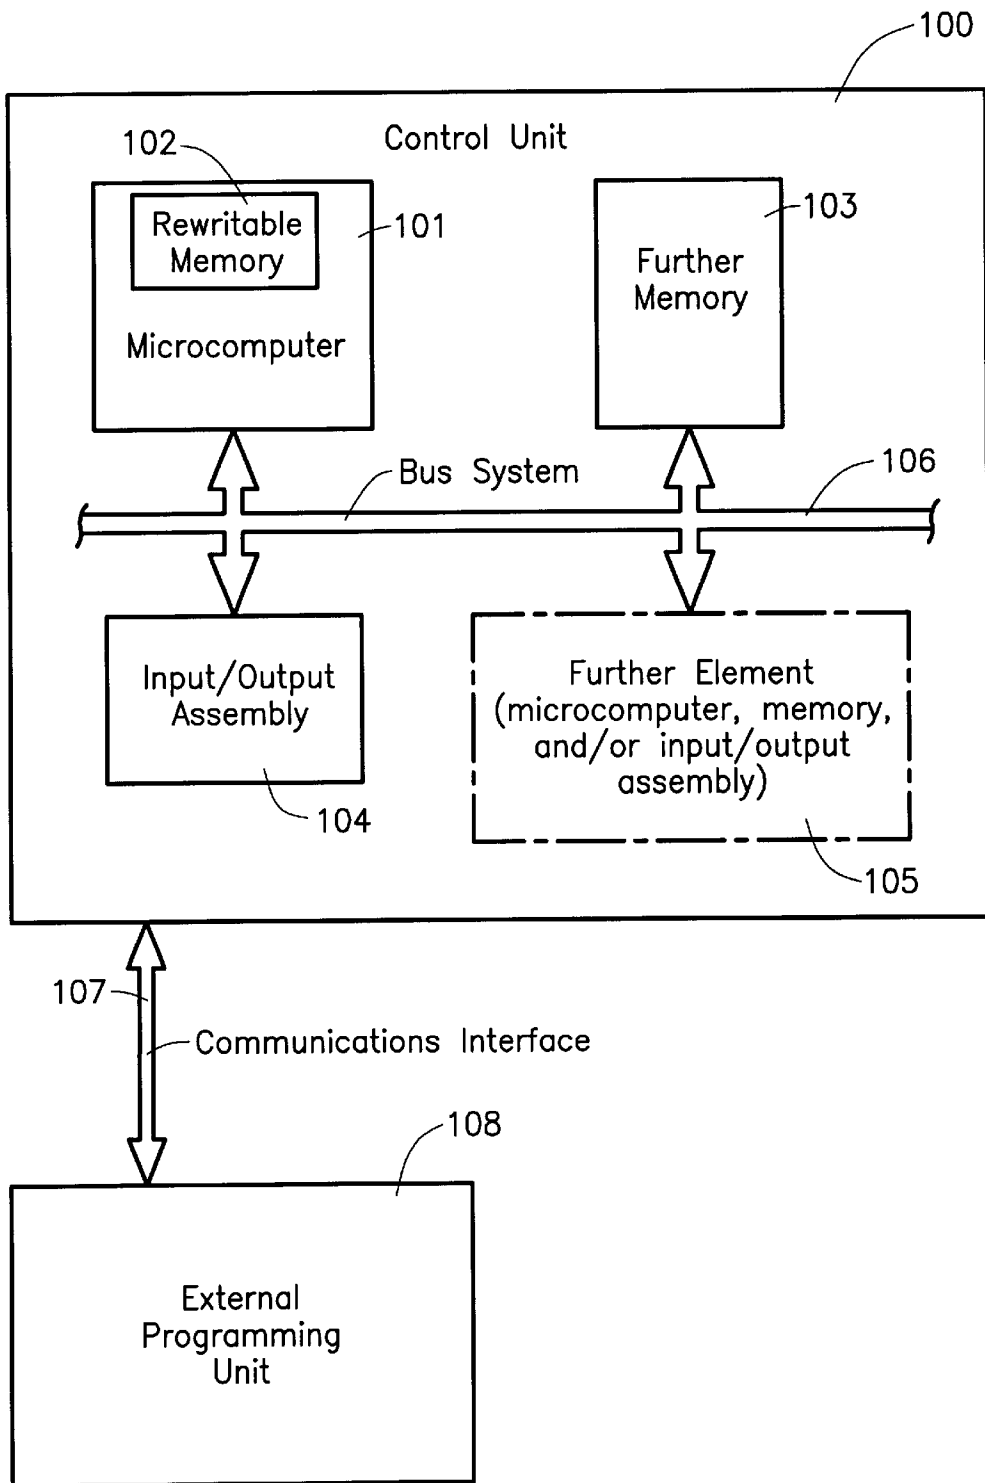 100
Control Unit
102
Rewritable
Memory
101
Microcomputer
103
Further
Memory
Bus System
106
Input/Output
Assembly
104
Further Element
(microcomputer, memory,
and/or input/output
assembly)
105
107
Communications Interface
108
External
Programming
Unit